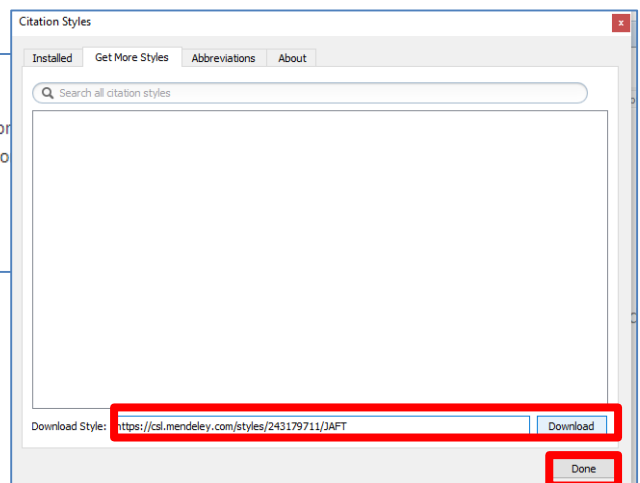 Citation Styles
x
Installed Get More Styles Abbreviations About
Search all citation styles
or
Download Style: https://csl.mendeley.com/styles/243179711/JAFT Download
Done